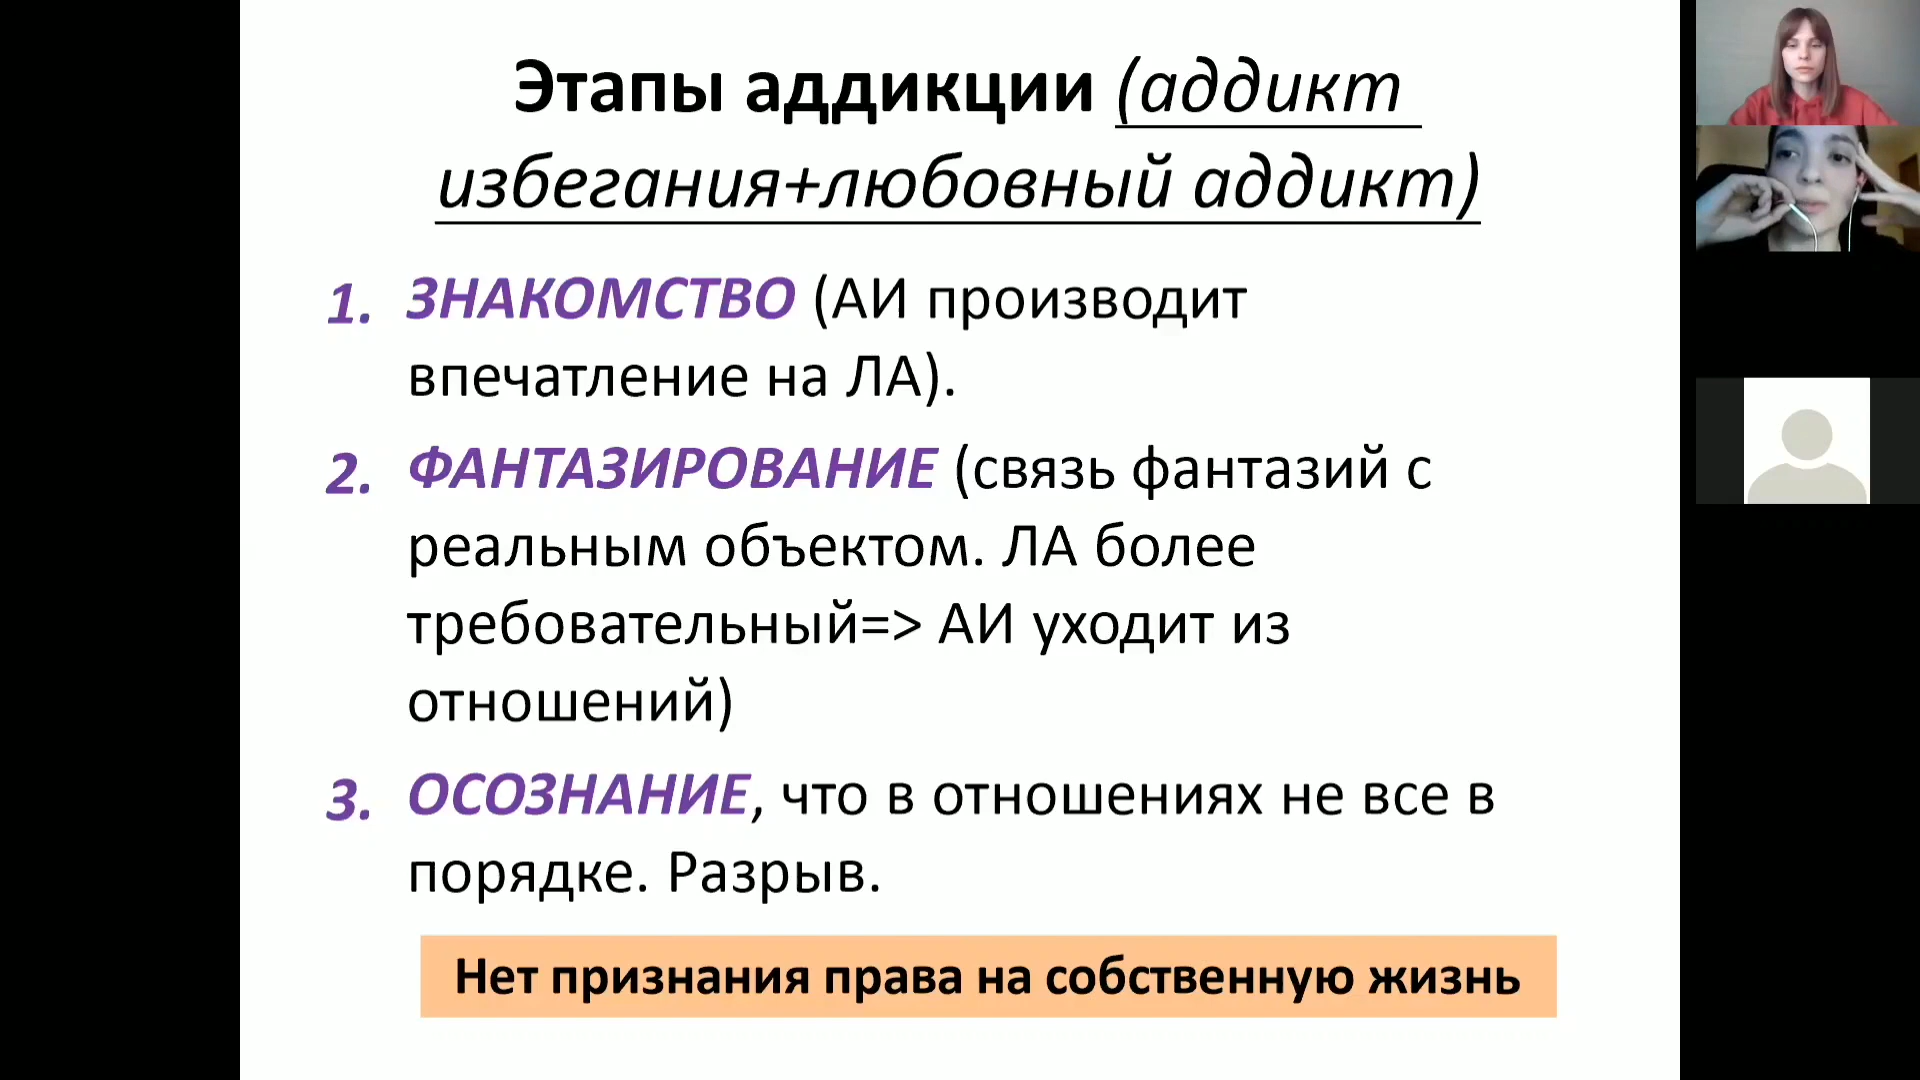 Этапы аддикции (аддикт
избегания+любовный аддикт)
1. ЗНАКОМСТВО (АИ производит
впечатление на ЛА).
2. ФАНТАЗИРОВАНИЕ (связь фантазий с
реальным объектом. ЛА более
требовательный=> АИ уходит из
отношений)
3. ОСОЗНАНИЕ, что в отношениях не все в
порядке. Разрыв.
Нет признания права на собственную жизнь